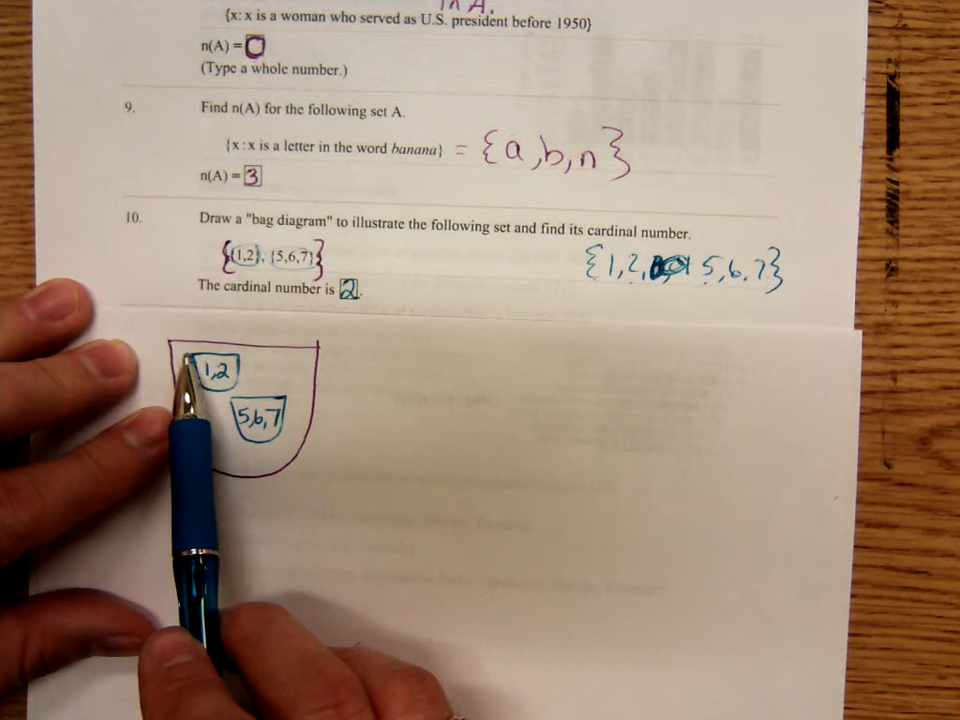 in A.
{x: x is a woman who served as U.S. president before 1950}
n(A) = 0
(Type a whole number.)
9. Find n(A) for the following set A.
{x : x is a letter in the word banana} = {a,b,n}
n(A) = 3
10. Draw a "bag diagram" to illustrate the following set and find its cardinal number.
{{1,2}, {5,6,7}} {1,2, 5,6,7}
The cardinal number is 2.
1,2
5,6,7